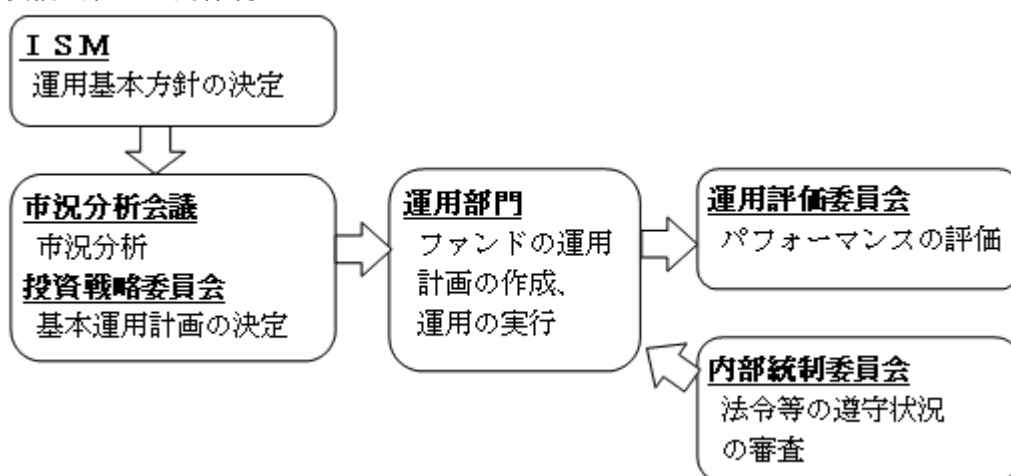 ＩＳＭ
運用基本方針の決定
市況分析会議
市況分析
投資戦略委員会
基本運用計画の決定
運用部門
ファンドの運用
計画の作成、
運用の実行
運用評価委員会
パフォーマンスの評価
内部統制委員会
法令等の遵守状況
の審査